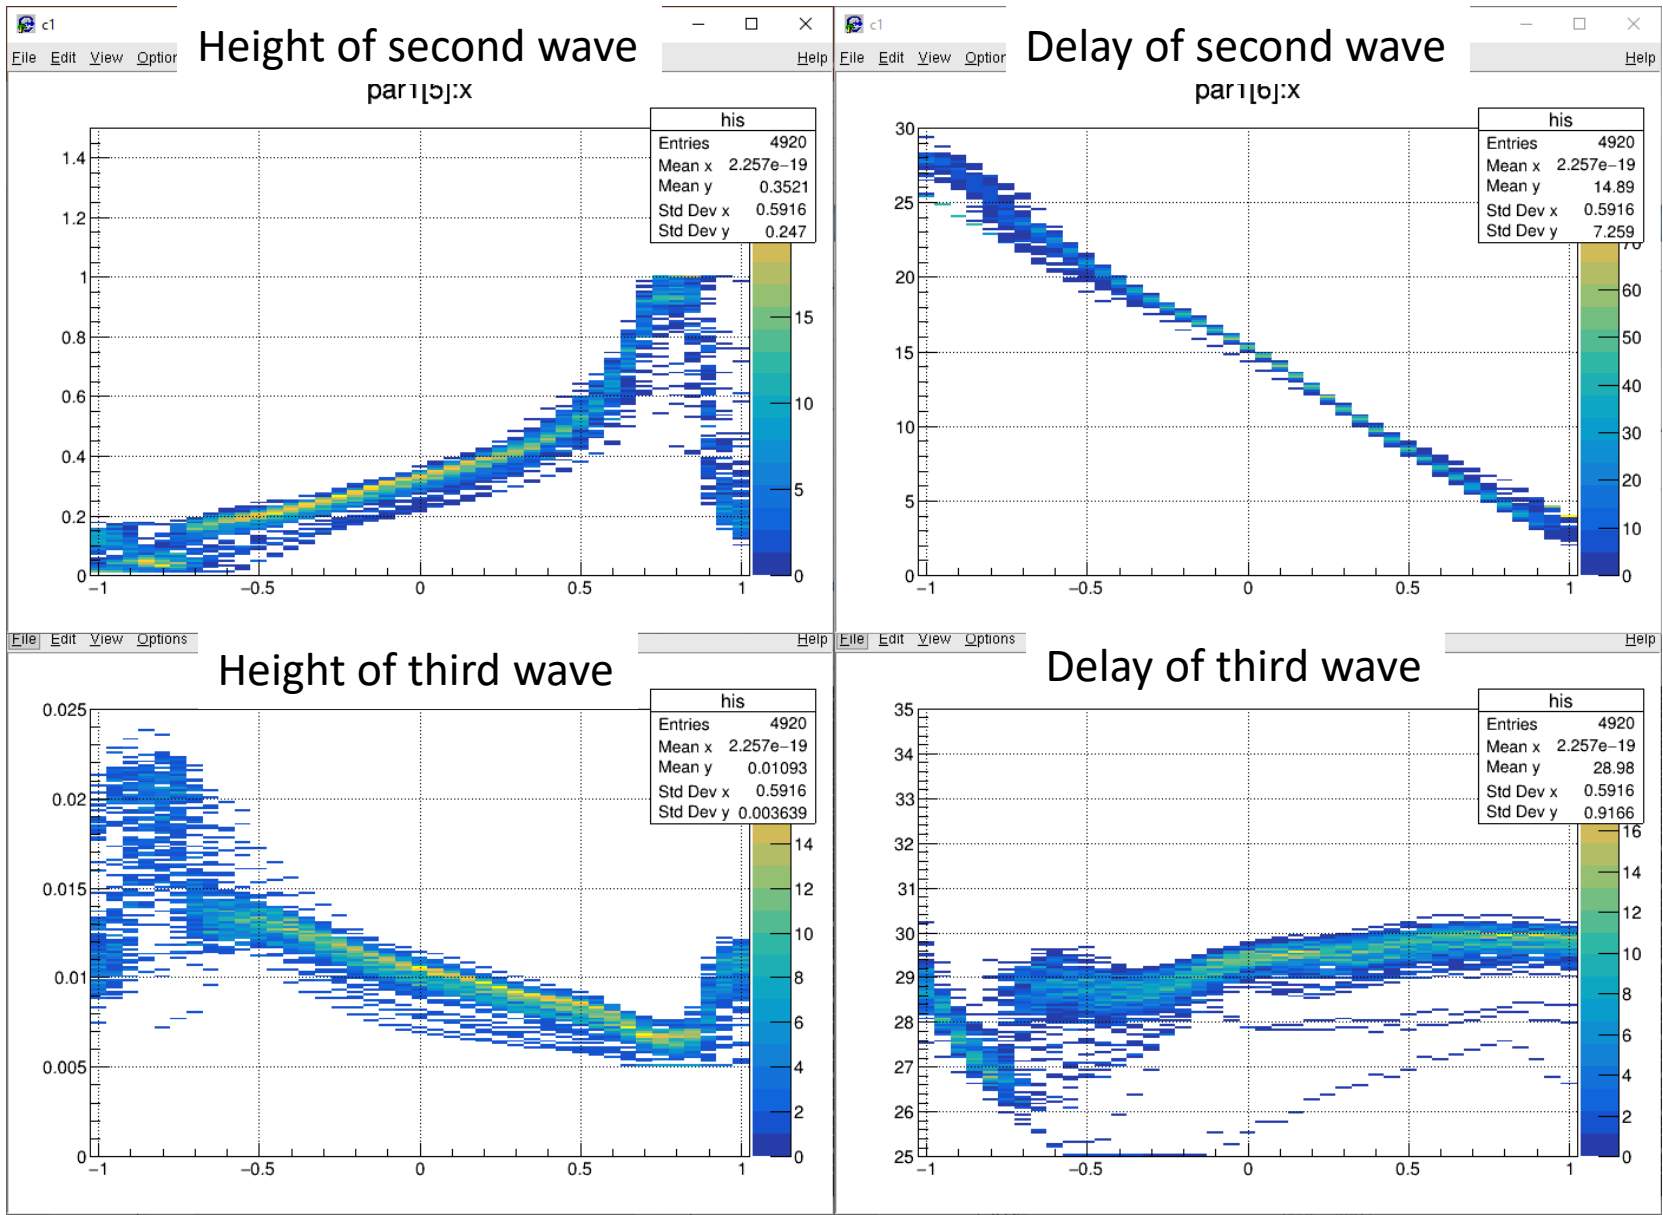 c1
Height of second wave
File Edit View Options Help
par1[5]:x
his
Entries 4920
Mean x 2.257e−19
Mean y 0.3521
Std Dev x 0.5916
Std Dev y 0.247
1.4
1.2
1
0.8
0.6
0.4
0.2
0
−1 −0.5 0 0.5 1
15
10
5
0
c1
Delay of second wave
File Edit View Option Help
par1[6]:x
his
Entries 4920
Mean x 2.257e−19
Mean y 14.89
Std Dev x 0.5916
Std Dev y 7.259
30
25
20
15
10
5
0
−1 −0.5 0 0.5 1
70
60
50
40
30
20
10
0
File Edit View Options Help
Height of third wave
his
Entries 4920
Mean x 2.257e−19
Mean y 0.01093
Std Dev x 0.5916
Std Dev y 0.003639
0.025
0.02
0.015
0.01
0.005
0
−1 −0.5 0 0.5 1
14
12
10
8
6
4
2
0
File Edit View Options Help
Delay of third wave
his
Entries 4920
Mean x 2.257e−19
Mean y 28.98
Std Dev x 0.5916
Std Dev y 0.9166
35
34
33
32
31
30
29
28
27
26
25
−1 −0.5 0 0.5 1
16
14
12
10
8
6
4
2
0